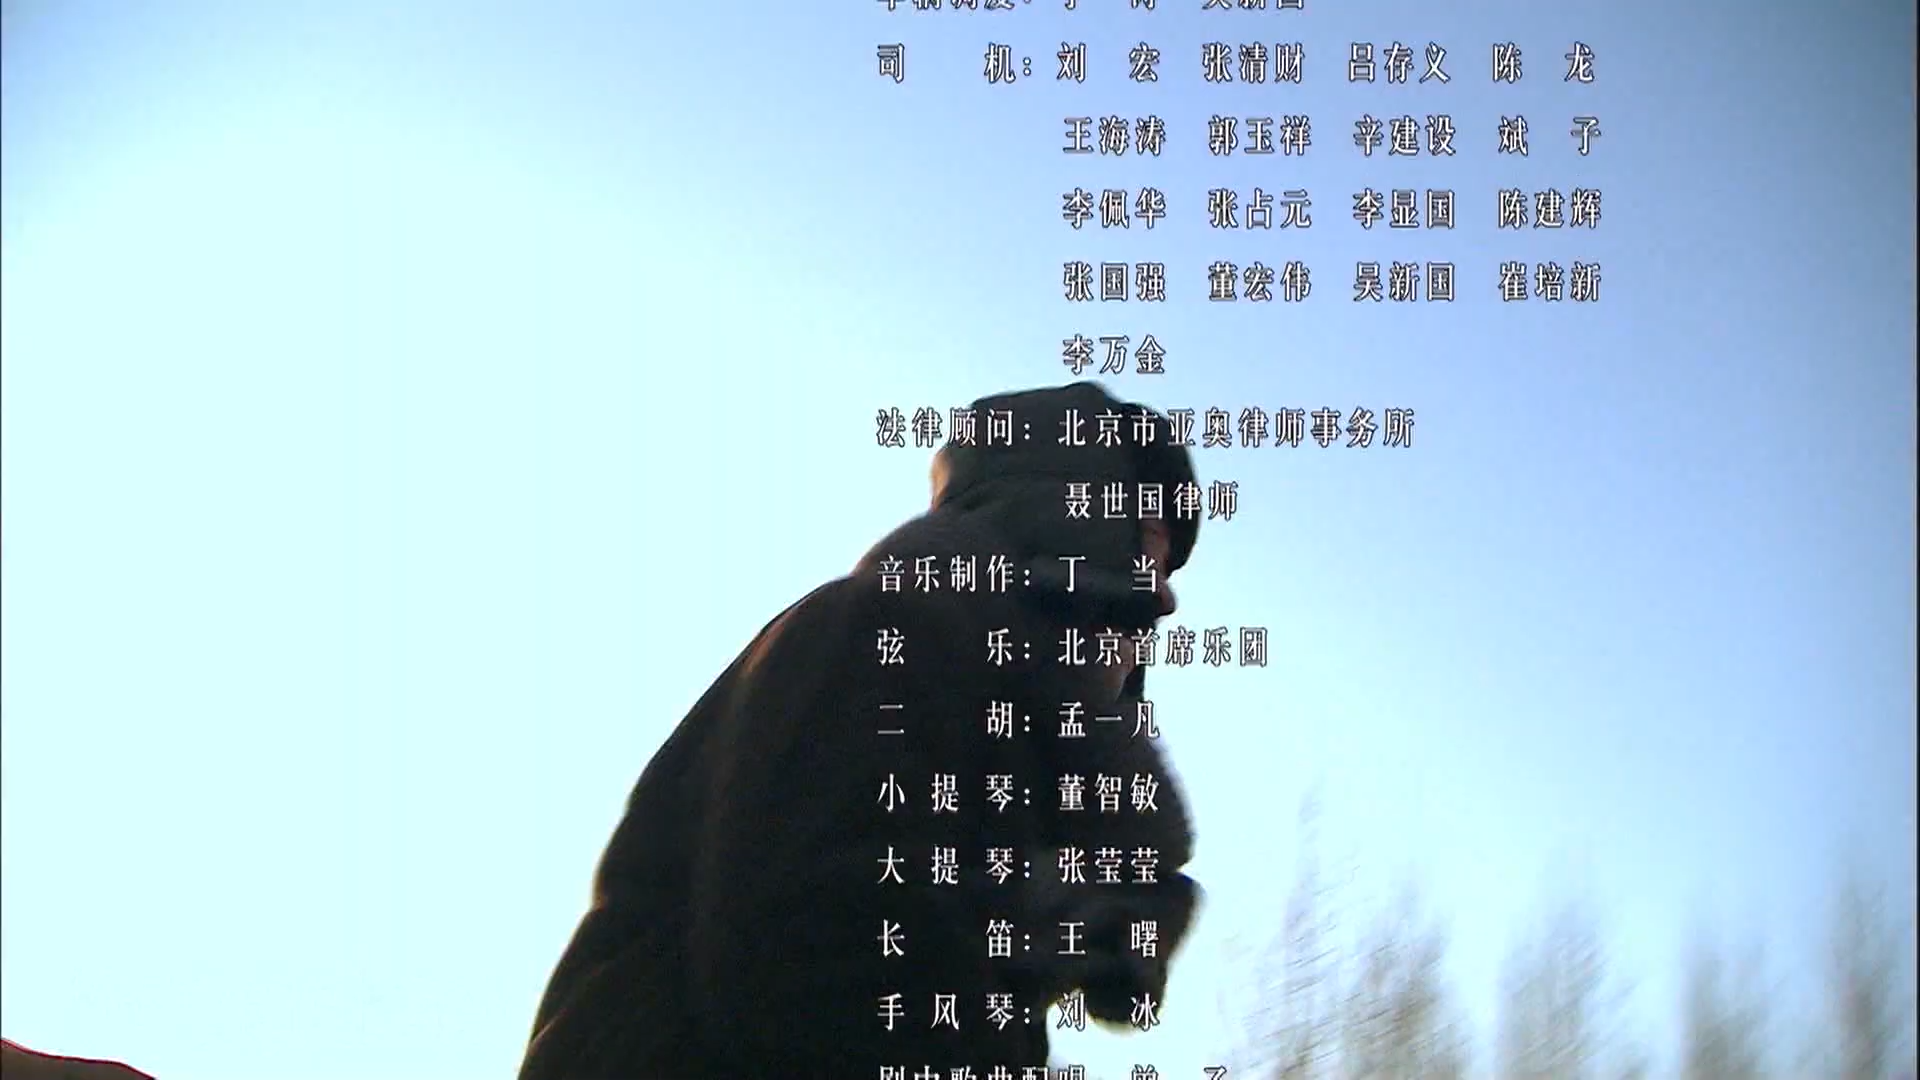 司　　机：刘　宏　张清财　吕存义　陈　龙
王海涛　郭玉祥　辛建设　斌　子
李佩华　张占元　李显国　陈建辉
张国强　董宏伟　吴新国　崔培新
李万金
法律顾问：北京市亚奥律师事务所
聂世国律师
音乐制作：丁　当
弦　　乐：北京首席乐团
二　　胡：孟一凡
小 提 琴：董智敏
大 提 琴：张莹莹
长　　笛：王　曙
手 风 琴：刘　冰